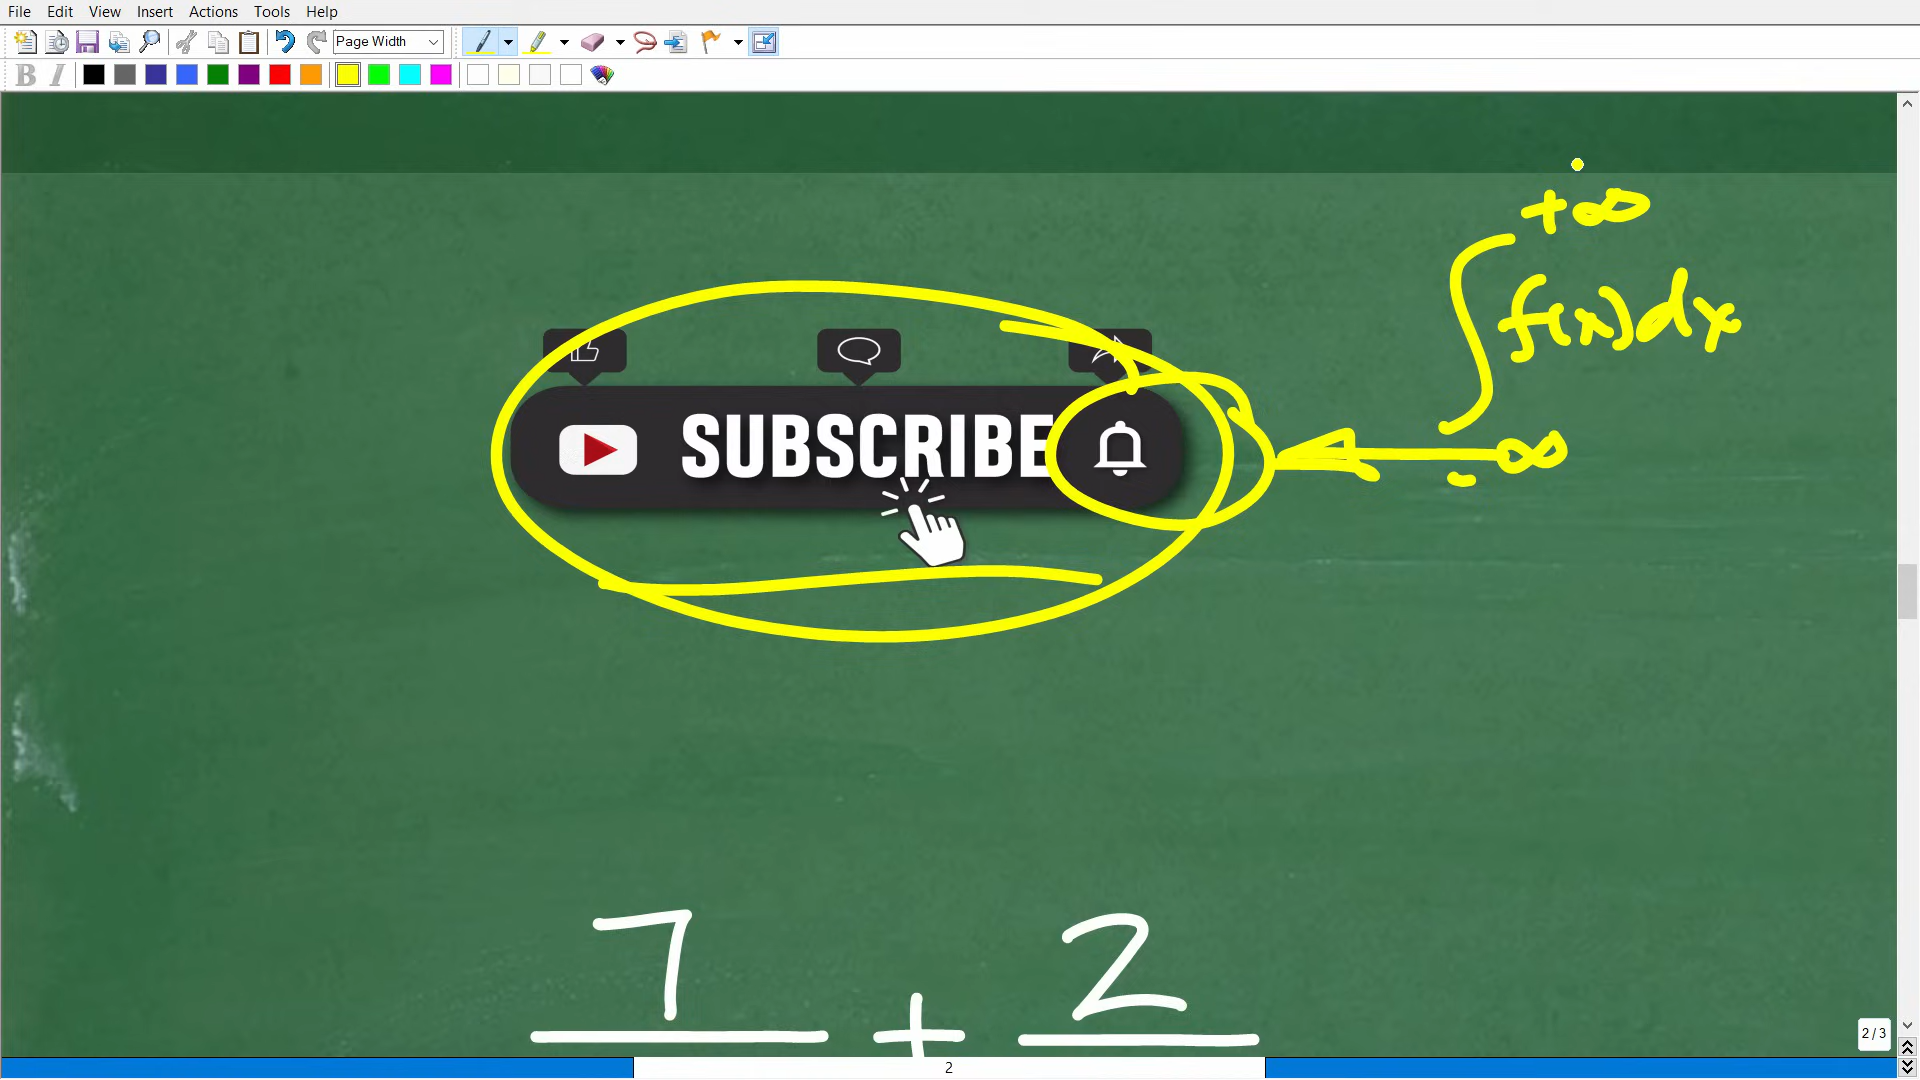 File Edit View Insert Actions Tools Help
Page Width
B I
+∞
∫ f(x)dx
-∞
SUBSCRIBE
7 + 2
2 / 3
2